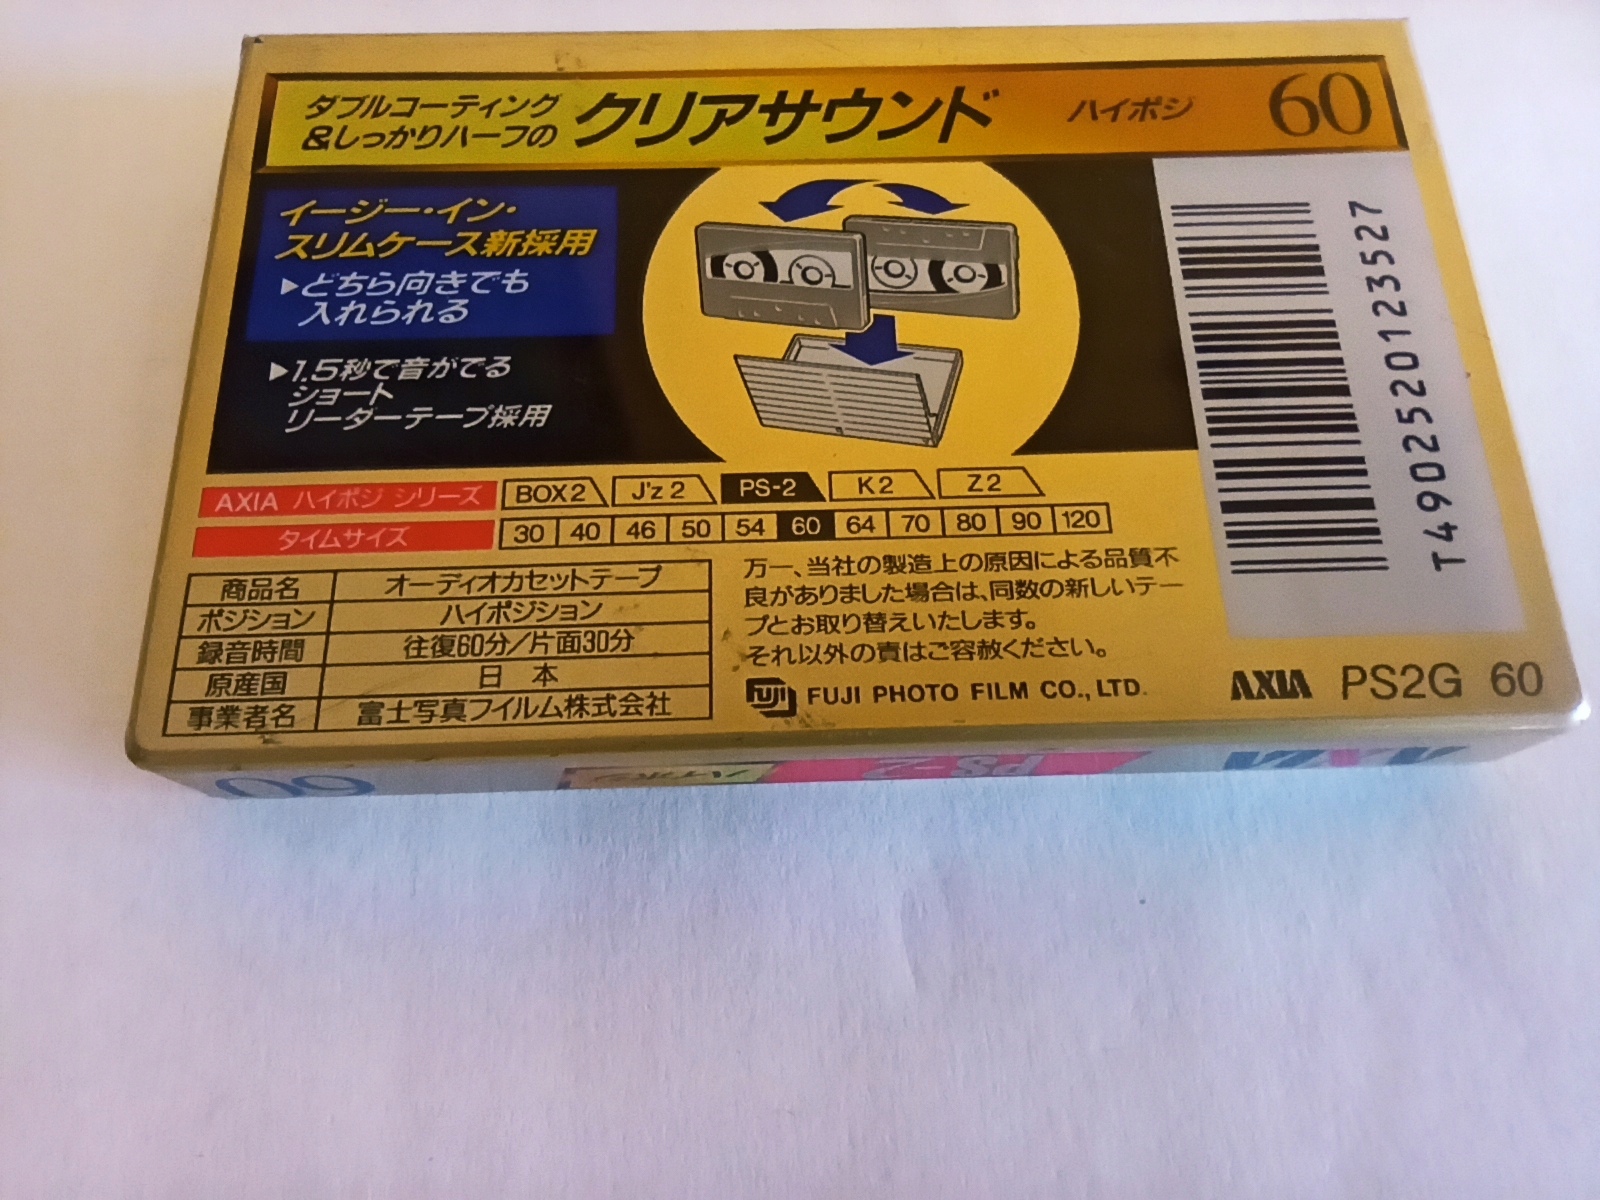 ダブルコーティング
&しっかりハーフの
クリアサウンド
ハイポジ
60
イージー・イン・
スリムケース新採用
▶どちら向きでも
入れられる
▶1.5秒で音がでる
ショート
リーダーテープ採用
T4902520123527
AXIA ハイポジ シリーズ BOX2 J'z 2 PS-2 K2 Z2
タイムサイズ 30 40 46 50 54 60 64 70 80 90 120
商品名 オーディオカセットテープ
ポジション ハイポジション
録音時間 往復60分/片面30分
原産国 日 本
事業者名 富士写真フイルム株式会社
万一、当社の製造上の原因による品質不
良がありました場合は、同数の新しいテー
プとお取り替えいたします。
それ以外の責はご容赦ください。
FUJI FUJI PHOTO FILM CO., LTD.
AXIA PS2G 60
60 ハイポジ PS-2 AXIA